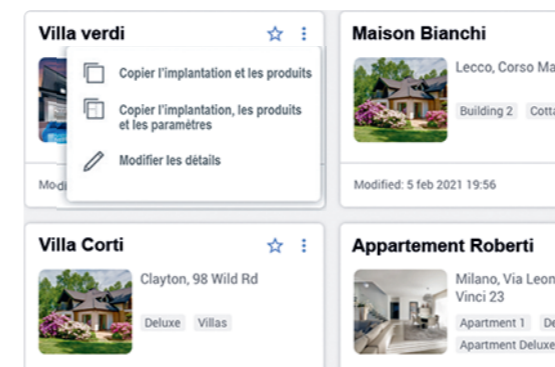 Villa verdi
Copier l'implantation et les produits
Copier l'implantation, les produits
et les paramètres
Modifier les détails
Modi
Maison Bianchi
Lecco, Corso Ma
Building 2 Cotta
Modified: 5 feb 2021 19:56
Villa Corti
Clayton, 98 Wild Rd
Deluxe Villas
Appartement Roberti
Milano, Via Leon
Vinci 23
Apartment 1 De
Apartment Deluxe